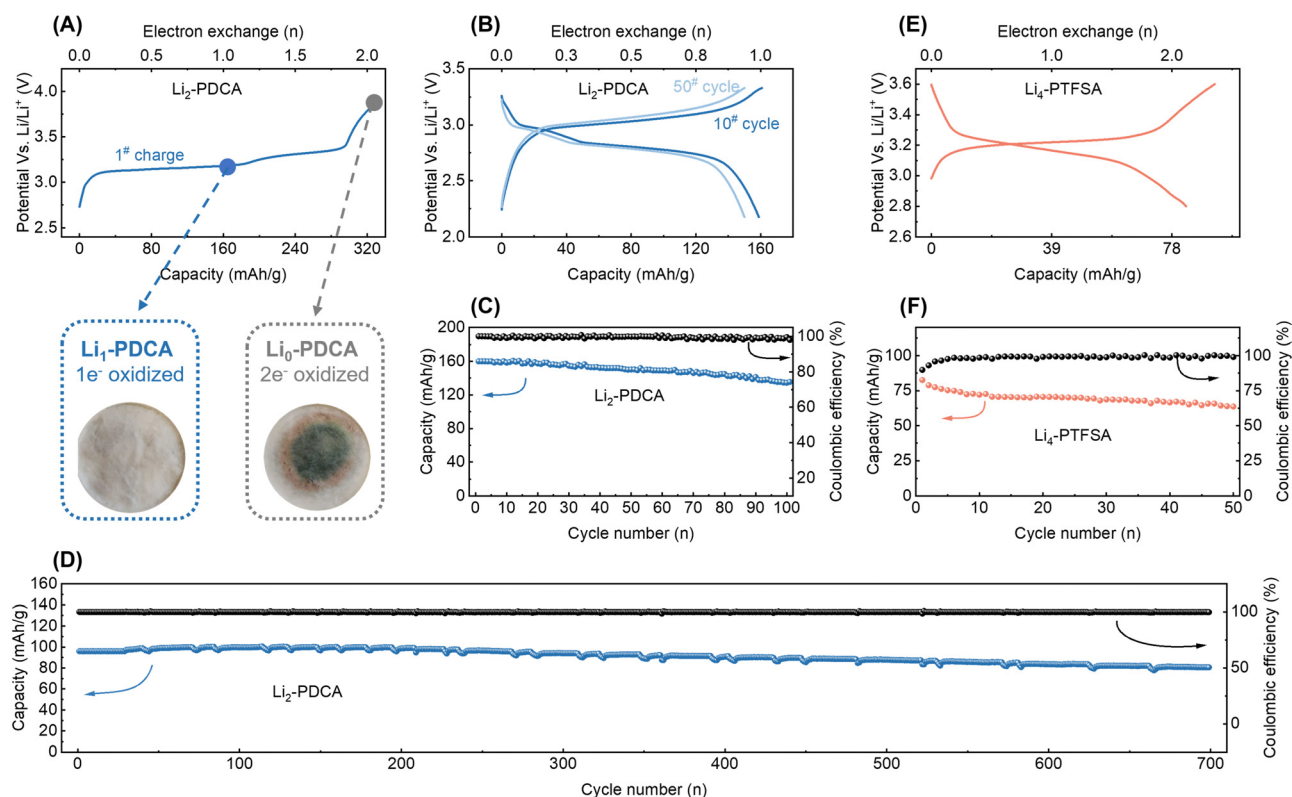 (A)
Electron exchange (n)
0.0 0.5 1.0 1.5 2.0
Potential Vs. Li/Li⁺ (V)
4.0
3.5
3.0
2.5
Li₂-PDCA
1# charge
0 80 160 240 320
Capacity (mAh/g)
Li₁-PDCA
1e⁻ oxidized
Li₀-PDCA
2e⁻ oxidized
(B)
Electron exchange (n)
0.0 0.3 0.5 0.8 1.0
Potential Vs. Li/Li⁺ (V)
3.5
3.0
2.5
2.0
Li₂-PDCA
50# cycle
10# cycle
0 40 80 120 160
Capacity (mAh/g)
(C)
Capacity (mAh/g)
200
160
120
80
40
0
Li₂-PDCA
100
80
60
40
20
Coulombic efficiency (%)
0 10 20 30 40 50 60 70 80 90 100
Cycle number (n)
(E)
Electron exchange (n)
0.0 1.0 2.0
Potential Vs. Li/Li⁺ (V)
3.6
3.4
3.2
3.0
2.8
2.6
Li₄-PTFSA
0 39 78
Capacity (mAh/g)
(F)
Capacity (mAh/g)
100
75
50
25
0
Li₄-PTFSA
100
75
50
25
0
Coulombic efficiency (%)
0 10 20 30 40 50
Cycle number (n)
(D)
Capacity (mAh/g)
160
140
120
100
80
60
40
20
0
Li₂-PDCA
100
50
0
Coulombic efficiency (%)
0 100 200 300 400 500 600 700
Cycle number (n)